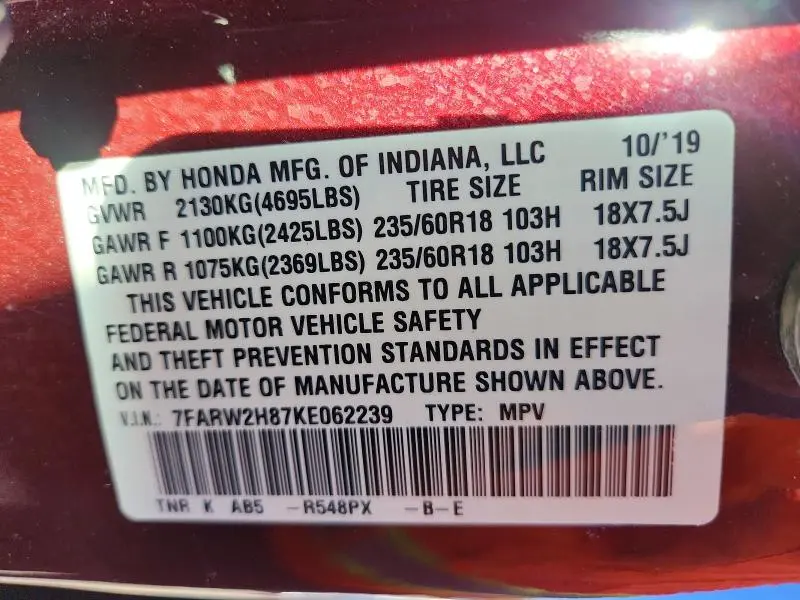 MFD. BY HONDA MFG. OF INDIANA, LLC 10/'19
GVWR 2130KG(4695LBS) TIRE SIZE RIM SIZE
GAWR F 1100KG(2425LBS) 235/60R18 103H 18X7.5J
GAWR R 1075KG(2369LBS) 235/60R18 103H 18X7.5J
THIS VEHICLE CONFORMS TO ALL APPLICABLE
FEDERAL MOTOR VEHICLE SAFETY
AND THEFT PREVENTION STANDARDS IN EFFECT
ON THE DATE OF MANUFACTURE SHOWN ABOVE.
V.I.N.: 7FARW2H87KE062239 TYPE: MPV
TNR K AB5 -R548PX -B-E